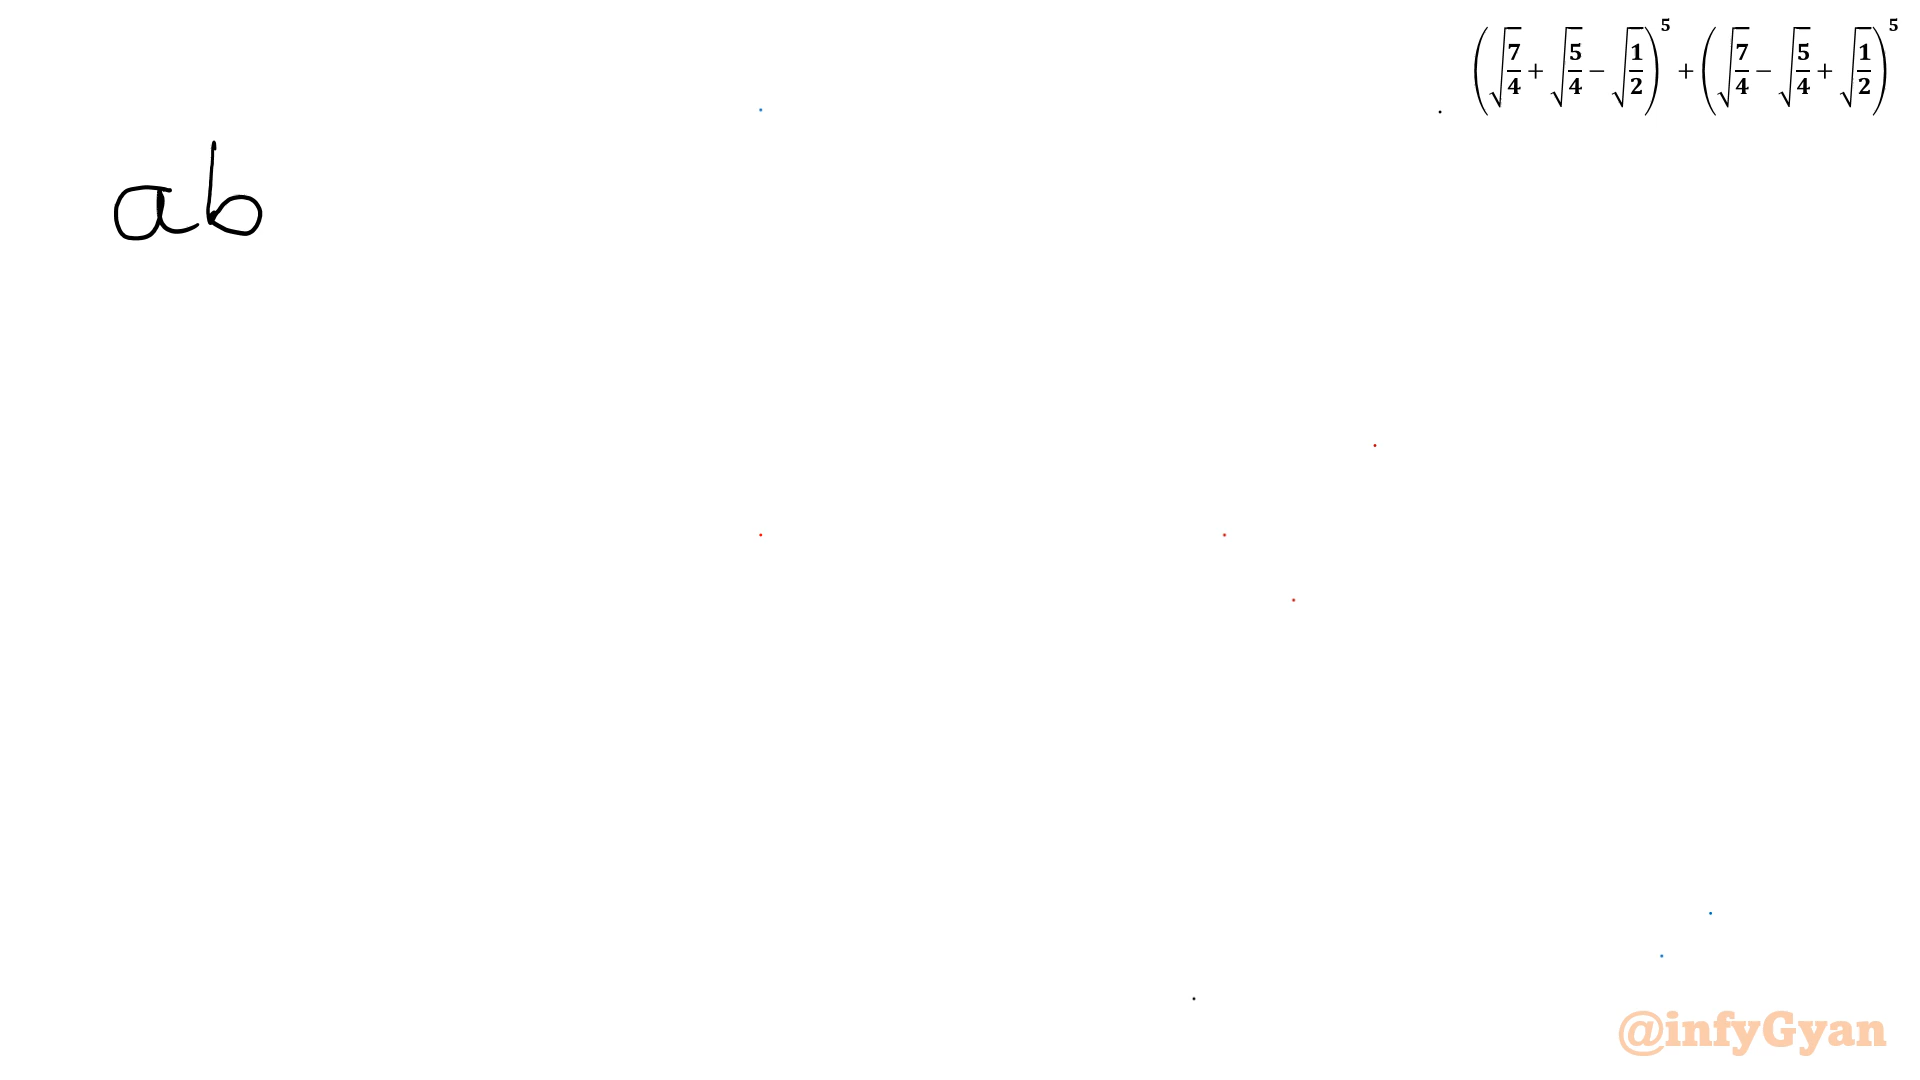 (√7/4 + √5/4 − √1/2)⁵ + (√7/4 − √5/4 + √1/2)⁵
ab
@infyGyan